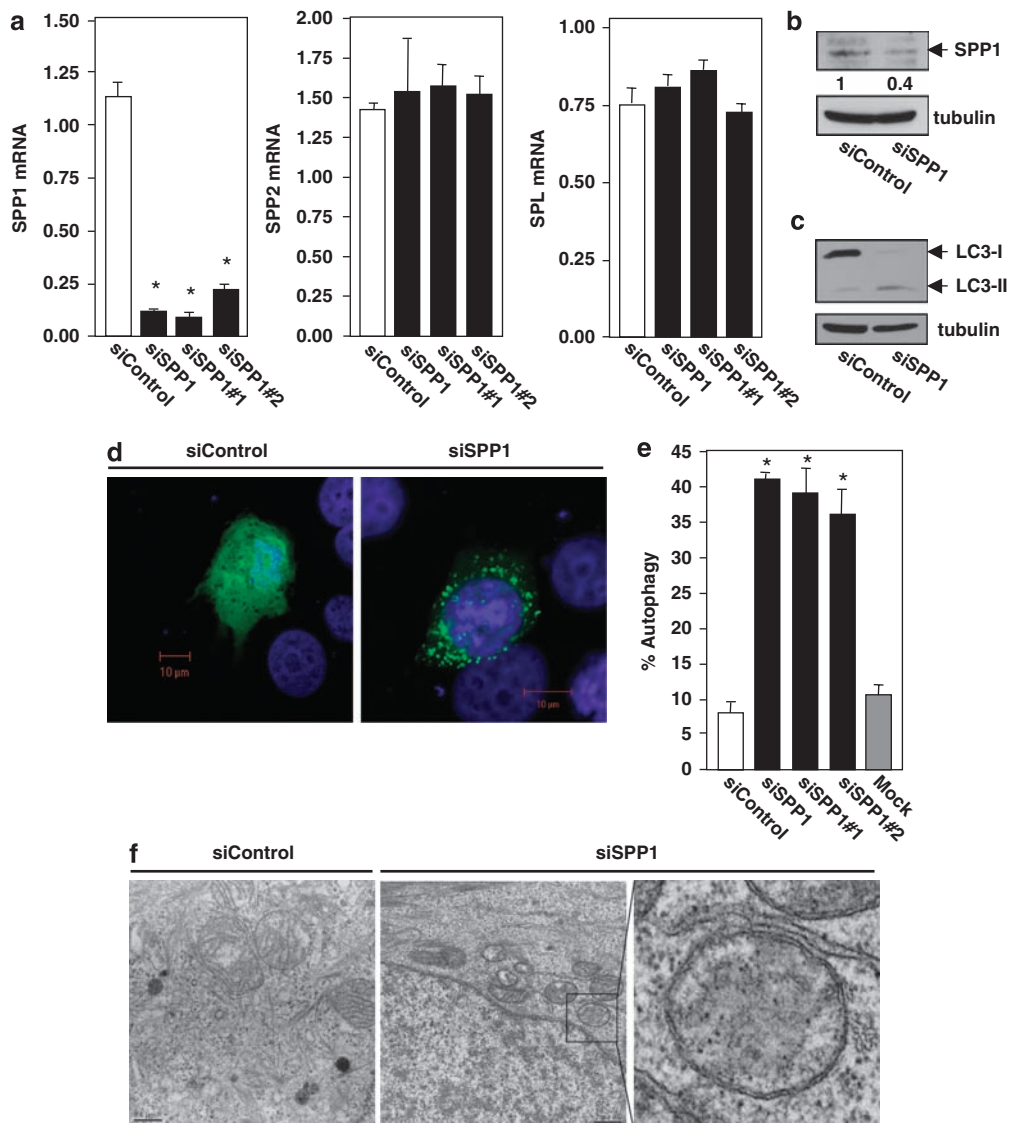 a
SPP1 mRNA
1.50
1.25
1.00
1.75
1.50
0.25
0.00
* * *
siControl
siSPP1
siSPP1#1
siSPP1#2
SPP2 mRNA
2.00
1.75
1.50
1.25
1.00
0.75
0.50
0.25
0.00
siControl
siSPP1
siSPP1#1
siSPP1#2
SPL mRNA
1.00
0.75
0.50
0.25
0.00
siControl
siSPP1
siSPP1#1
siSPP1#2
b
SPP1
1 0.4
tubulin
siControl
siSPP1
c
LC3-I
LC3-II
tubulin
siControl
siSPP1
d
siControl siSPP1
10 μm
10 μm
e
% Autophagy
45
40
35
30
25
20
15
10
5
0
* * *
siControl
siSPP1
siSPP1#1
siSPP1#2
Mock
f
siControl siSPP1